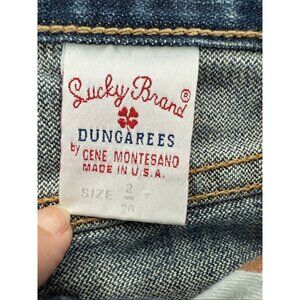 Lucky Brand®
DUNGAREES
by GENE MONTESANO
MADE IN U.S.A.
SIZE 2
26